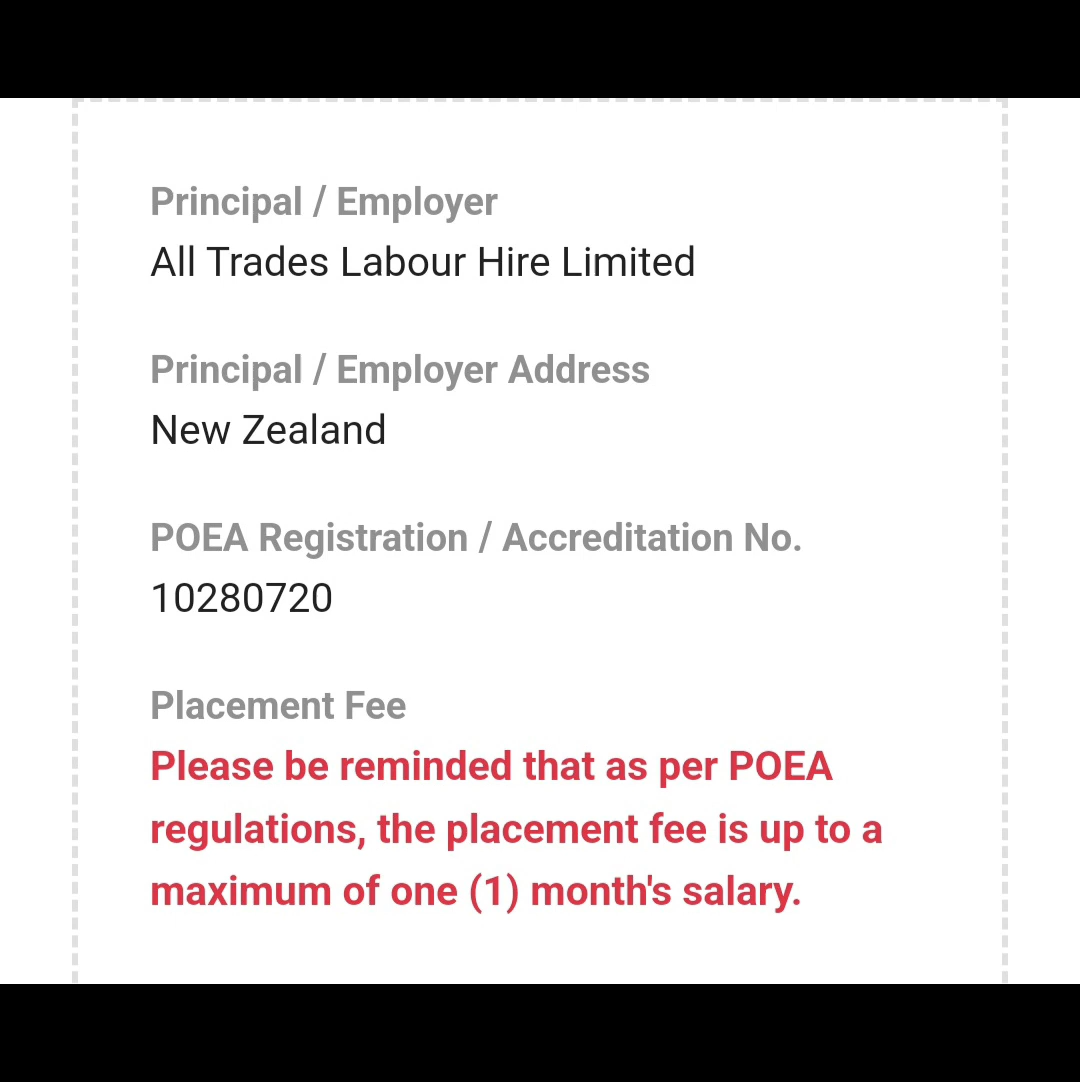 Principal / Employer
All Trades Labour Hire Limited
Principal / Employer Address
New Zealand
POEA Registration / Accreditation No.
10280720
Placement Fee
Please be reminded that as per POEA
regulations, the placement fee is up to a
maximum of one (1) month's salary.